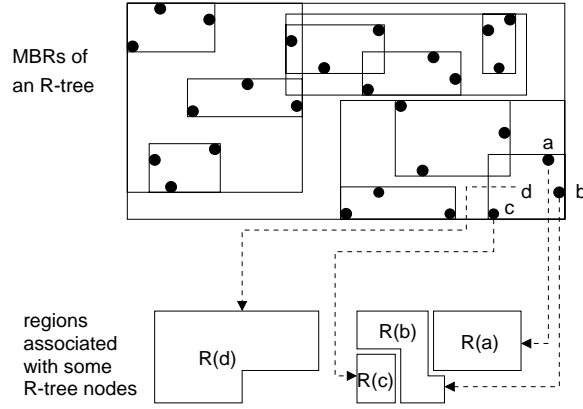 MBRs of
an R-tree
a
d
b
c
regions
associated
with some
R-tree nodes
R(d)
R(b)
R(a)
R(c)